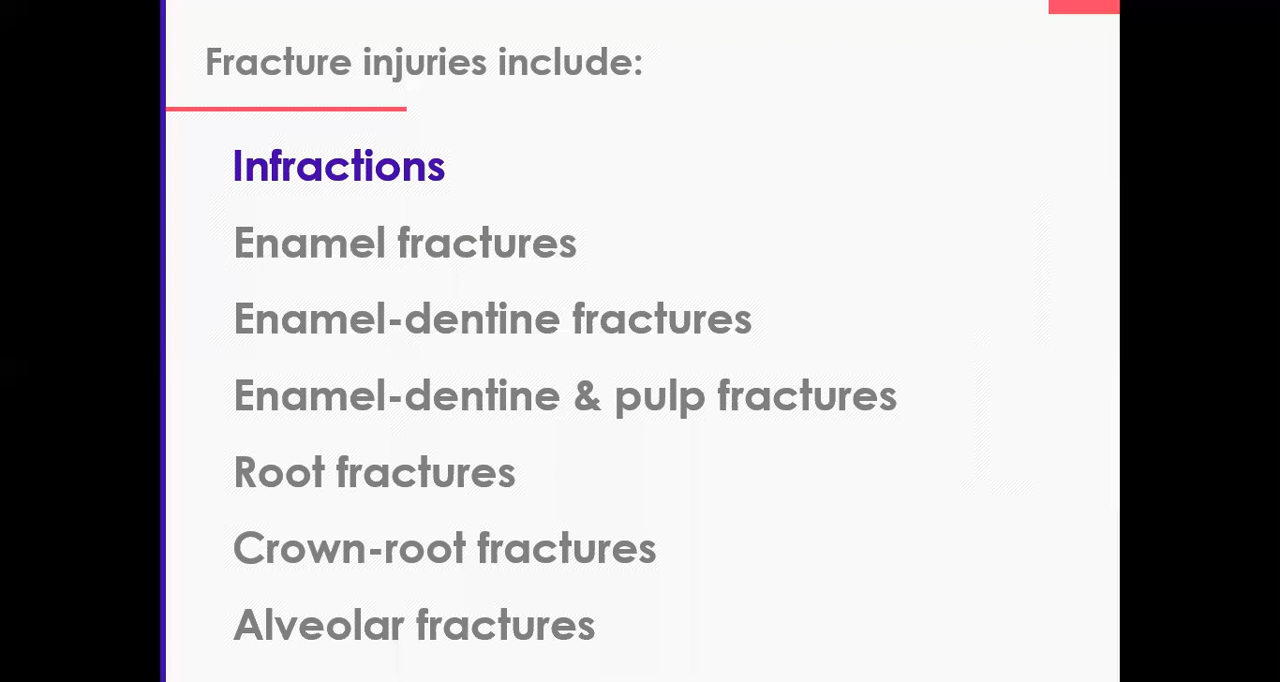 Fracture injuries include:
Infractions
Enamel fractures
Enamel-dentine fractures
Enamel-dentine & pulp fractures
Root fractures
Crown-root fractures
Alveolar fractures